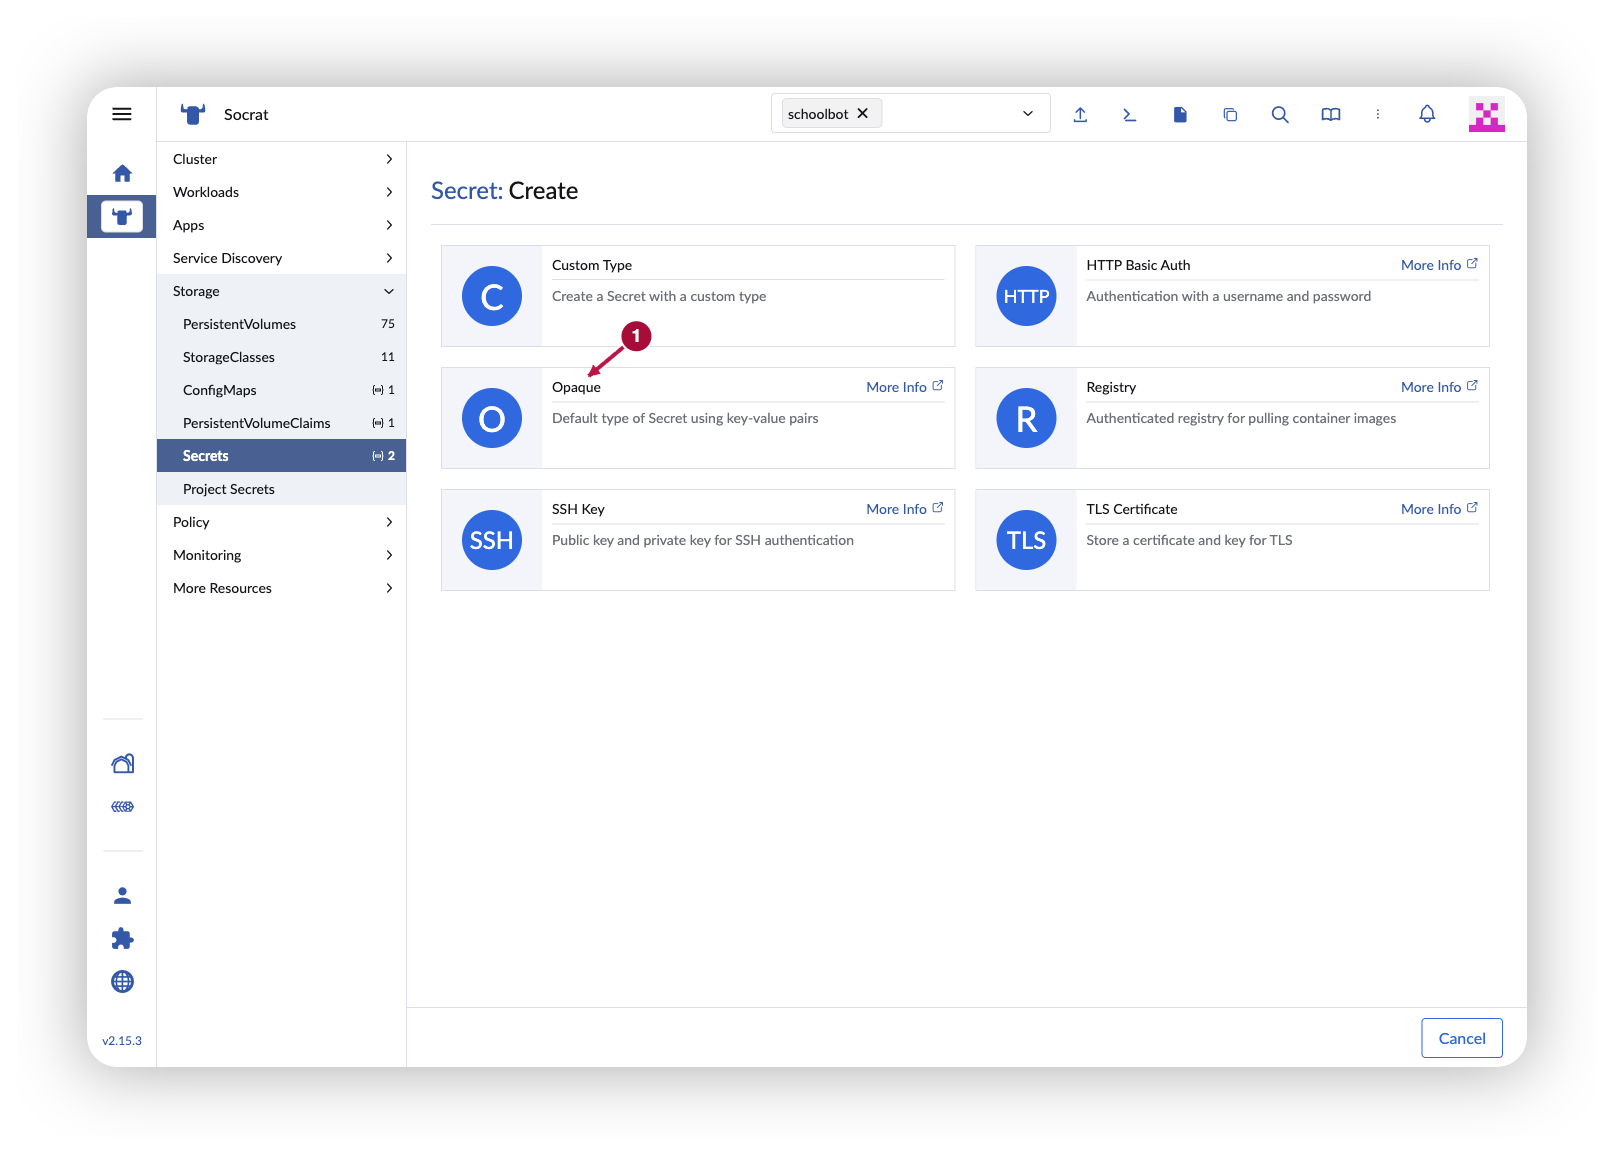 Socrat
schoolbot
Cluster
Workloads
Apps
Service Discovery
Storage
PersistentVolumes 75
StorageClasses 11
ConfigMaps 1
PersistentVolumeClaims 1
Secrets 2
Project Secrets
Policy
Monitoring
More Resources
v2.15.3
Secret: Create
C
Custom Type
Create a Secret with a custom type
HTTP
HTTP Basic Auth More Info
Authentication with a username and password
1
O
Opaque More Info
Default type of Secret using key-value pairs
R
Registry More Info
Authenticated registry for pulling container images
SSH
SSH Key More Info
Public key and private key for SSH authentication
TLS
TLS Certificate More Info
Store a certificate and key for TLS
Cancel